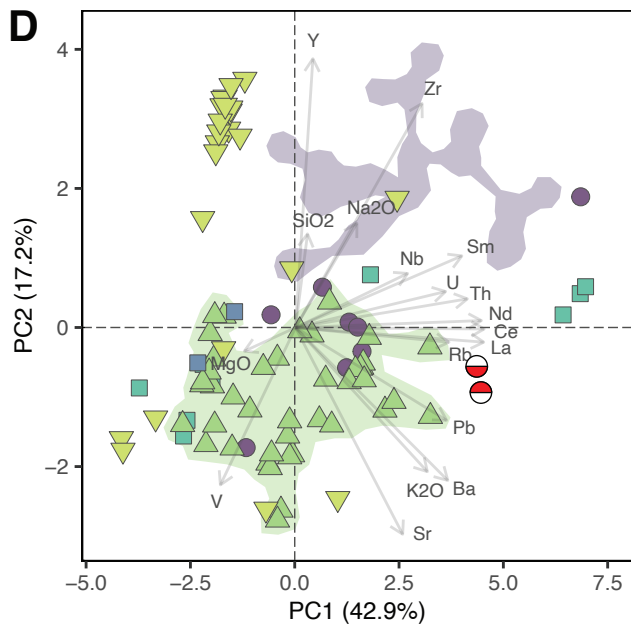 D
Y
4
Zr
2
Na2O
SiO2
Sm
Nb
U
Th
Nd
0
Ce
La
Rb
MgO
Pb
−2
K2O
Ba
V
Sr
PC2 (17.2%)
−5.0 −2.5 0.0 2.5 5.0 7.5
PC1 (42.9%)